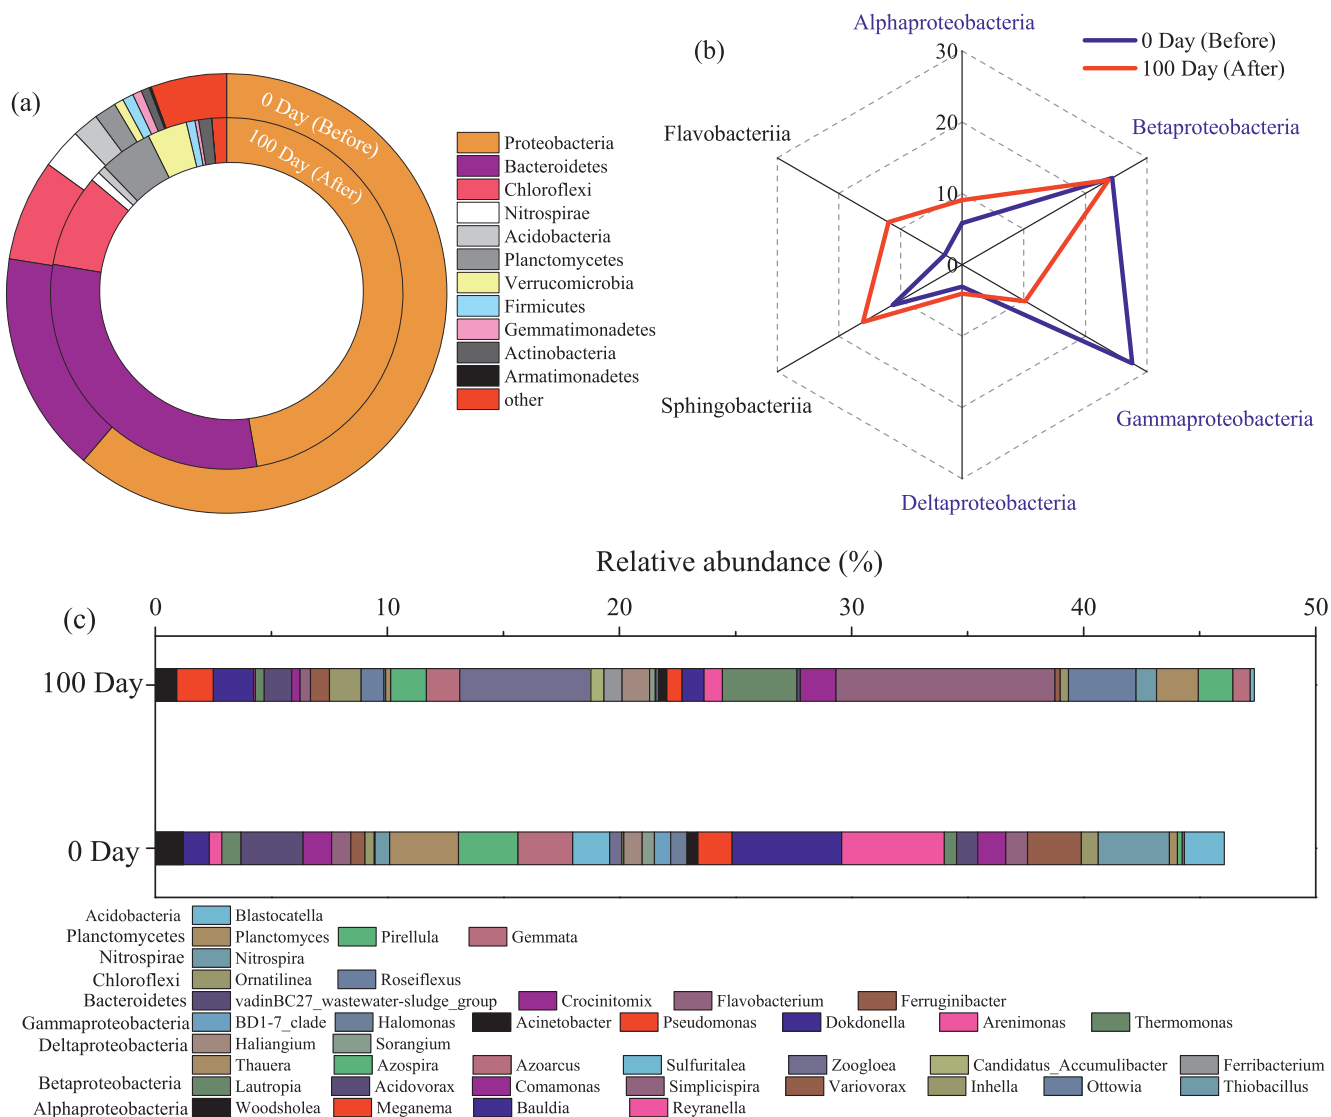 (a)
0 Day (Before)
100 Day (After)
Proteobacteria
Bacteroidetes
Chloroflexi
Nitrospirae
Acidobacteria
Planctomycetes
Verrucomicrobia
Firmicutes
Gemmatimonadetes
Actinobacteria
Armatimonadetes
other
(b)
Alphaproteobacteria
0 Day (Before)
100 Day (After)
30
20
10
0
Betaproteobacteria
Flavobacteriia
Sphingobacteriia
Gammaproteobacteria
Deltaproteobacteria
Relative abundance (%)
(c)
0 10 20 30 40 50
100 Day
0 Day
Acidobacteria Blastocatella
Planctomycetes Planctomyces Pirellula Gemmata
Nitrospirae Nitrospira
Chloroflexi Ornatilinea Roseiflexus
Bacteroidetes vadinBC27_wastewater-sludge_group Crocinitomix Flavobacterium Ferruginibacter
Gammaproteobacteria BD1-7_clade Halomonas Acinetobacter Pseudomonas Dokdonella Arenimonas Thermomonas
Deltaproteobacteria Haliangium Sorangium
Thauera Azospira Azoarcus Sulfuritalea Zoogloea Candidatus_Accumulibacter Ferribacterium
Betaproteobacteria Lautropia Acidovorax Comamonas Simplicispira Variovorax Inhella Ottowia Thiobacillus
Alphaproteobacteria Woodsholea Meganema Bauldia Reyranella